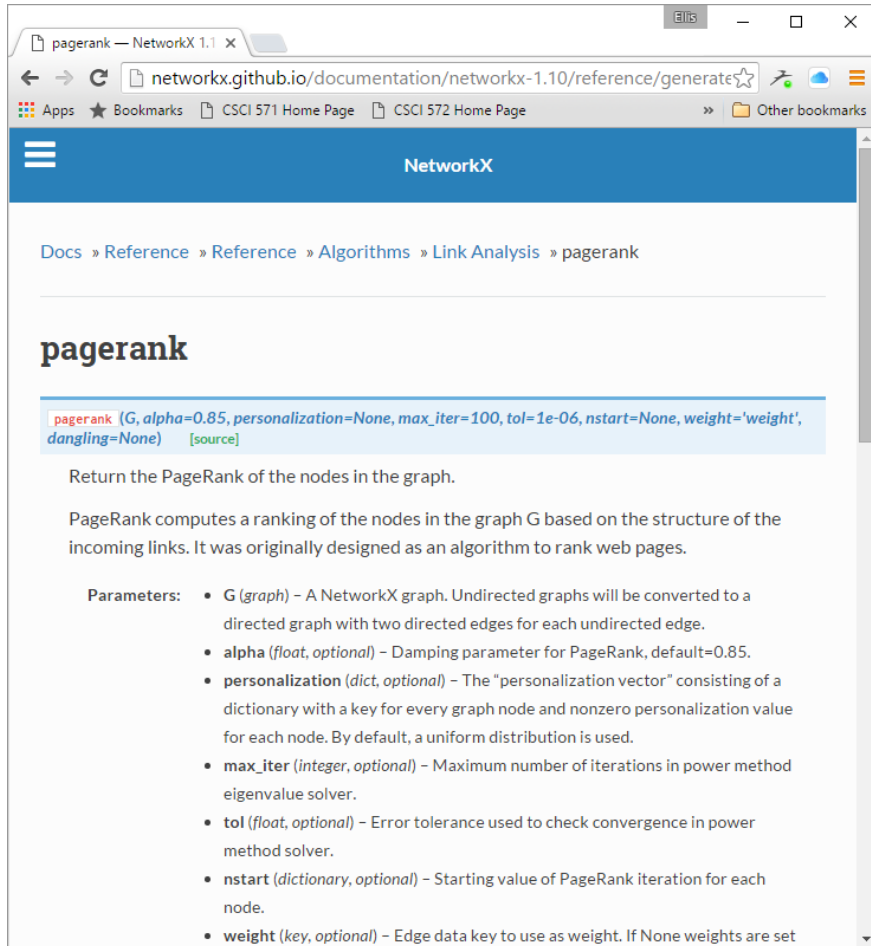 Ellis
pagerank — NetworkX 1.1
networkx.github.io/documentation/networkx-1.10/reference/generate
Apps Bookmarks CSCI 571 Home Page CSCI 572 Home Page » Other bookmarks
NetworkX
Docs » Reference » Reference » Algorithms » Link Analysis » pagerank
pagerank
pagerank (G, alpha=0.85, personalization=None, max_iter=100, tol=1e-06, nstart=None, weight='weight',
dangling=None) [source]
Return the PageRank of the nodes in the graph.
PageRank computes a ranking of the nodes in the graph G based on the structure of the
incoming links. It was originally designed as an algorithm to rank web pages.
Parameters: • G (graph) – A NetworkX graph. Undirected graphs will be converted to a
directed graph with two directed edges for each undirected edge.
• alpha (float, optional) – Damping parameter for PageRank, default=0.85.
• personalization (dict, optional) – The “personalization vector” consisting of a
dictionary with a key for every graph node and nonzero personalization value
for each node. By default, a uniform distribution is used.
• max_iter (integer, optional) – Maximum number of iterations in power method
eigenvalue solver.
• tol (float, optional) – Error tolerance used to check convergence in power
method solver.
• nstart (dictionary, optional) – Starting value of PageRank iteration for each
node.
• weight (key, optional) – Edge data key to use as weight. If None weights are set